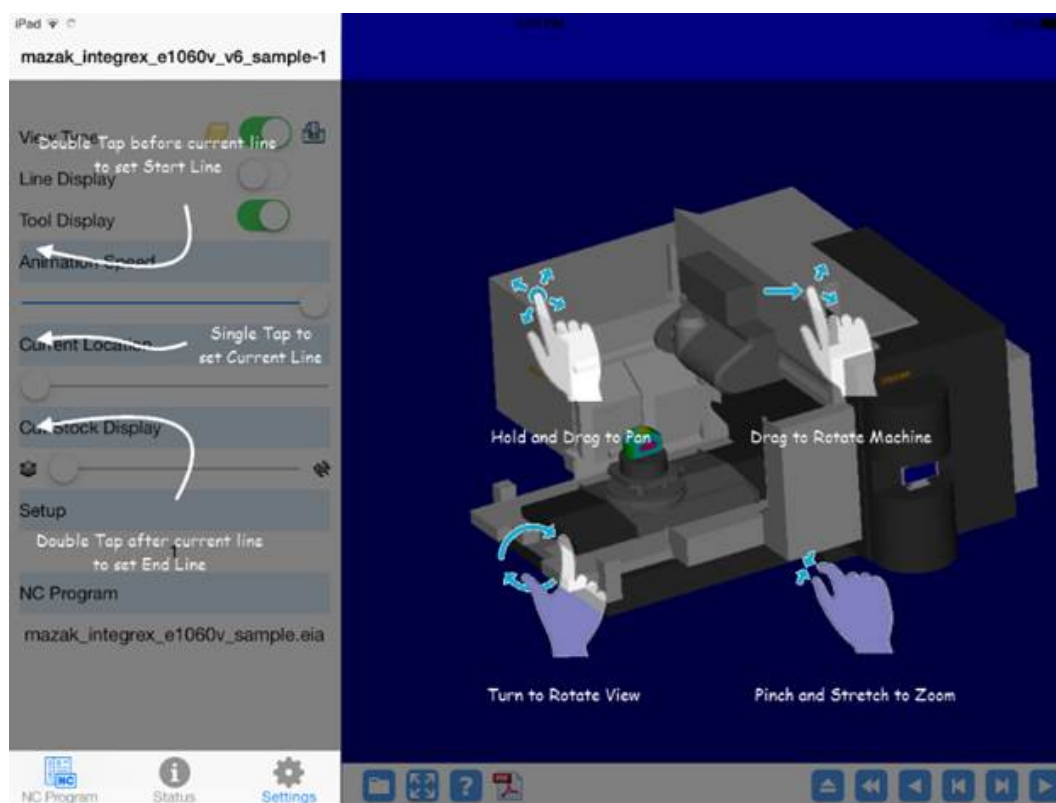 iPad
mazak_integrex_e1060v_v6_sample-1
View Type
Double Tap before current line
to set Start Line
Line Display
Tool Display
Animation Speed
Single Tap to
set Current Line
Current Location
Cut Stock Display
Setup
1
Double Tap after current line
to set End Line
NC Program
mazak_integrex_e1060v_sample.eia
NC
NC Program
Status
Settings
Hold and Drag to Pan
Drag to Rotate Machine
Turn to Rotate View
Pinch and Stretch to Zoom
?